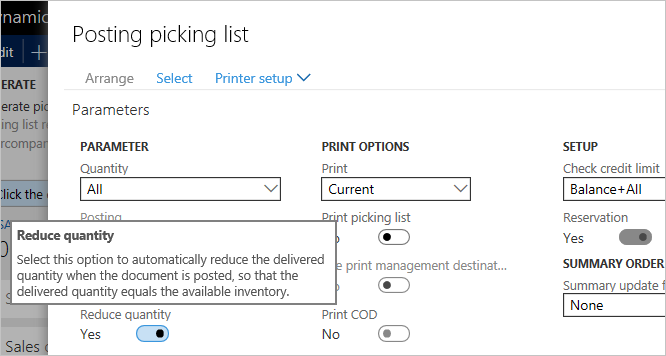 ynamic
Posting picking list
dit
Arrange Select Printer setup
ERATE
erate pic
ing list re
ercompan
Parameters
PARAMETER PRINT OPTIONS SETUP
Quantity Print Check credit limit
All Current Balance+All
Click the
Posting Print picking list Reservation
Yes
Reduce quantity
Select this option to automatically reduce the delivered
quantity when the document is posted, so that the
delivered quantity equals the available inventory.
e print management destinat...
SUMMARY ORDER
Summary update f
None
Reduce quantity Print COD
Yes No
Sales o